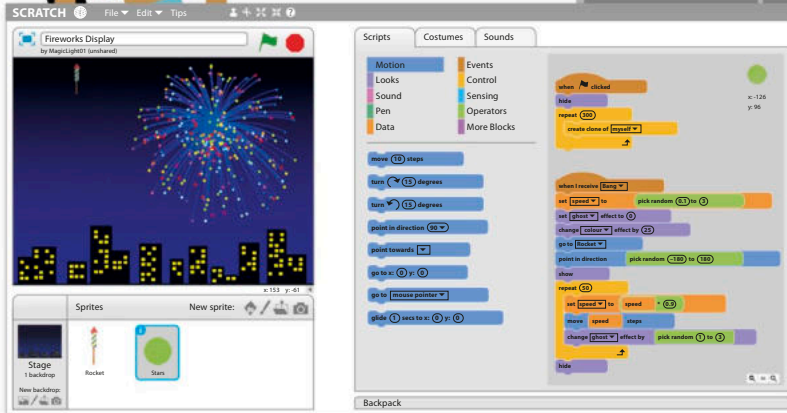 SCRATCH File Edit Tips
Fireworks Display
by MagicLight01 (unshared)
x: 153 y: -61
Sprites New sprite:
Stage
1 backdrop
New backdrop:
Rocket
Stars
Scripts Costumes Sounds
Motion Events
Looks Control
Sound Sensing
Pen Operators
Data More Blocks
move 10 steps
turn 15 degrees
turn 15 degrees
point in direction 90
point towards
go to x: 0 y: 0
go to mouse pointer
glide 1 secs to x: 0 y: 0
x: -126
y: 96
when clicked
hide
repeat 300
create clone of myself
when I receive Bang
set speed to pick random 0.1 to 3
set ghost effect to 0
change colour effect by 25
go to Rocket
point in direction pick random -180 to 180
show
repeat 50
set speed to speed * 0.9
move speed steps
change ghost effect by pick random 1 to 3
hide
Backpack